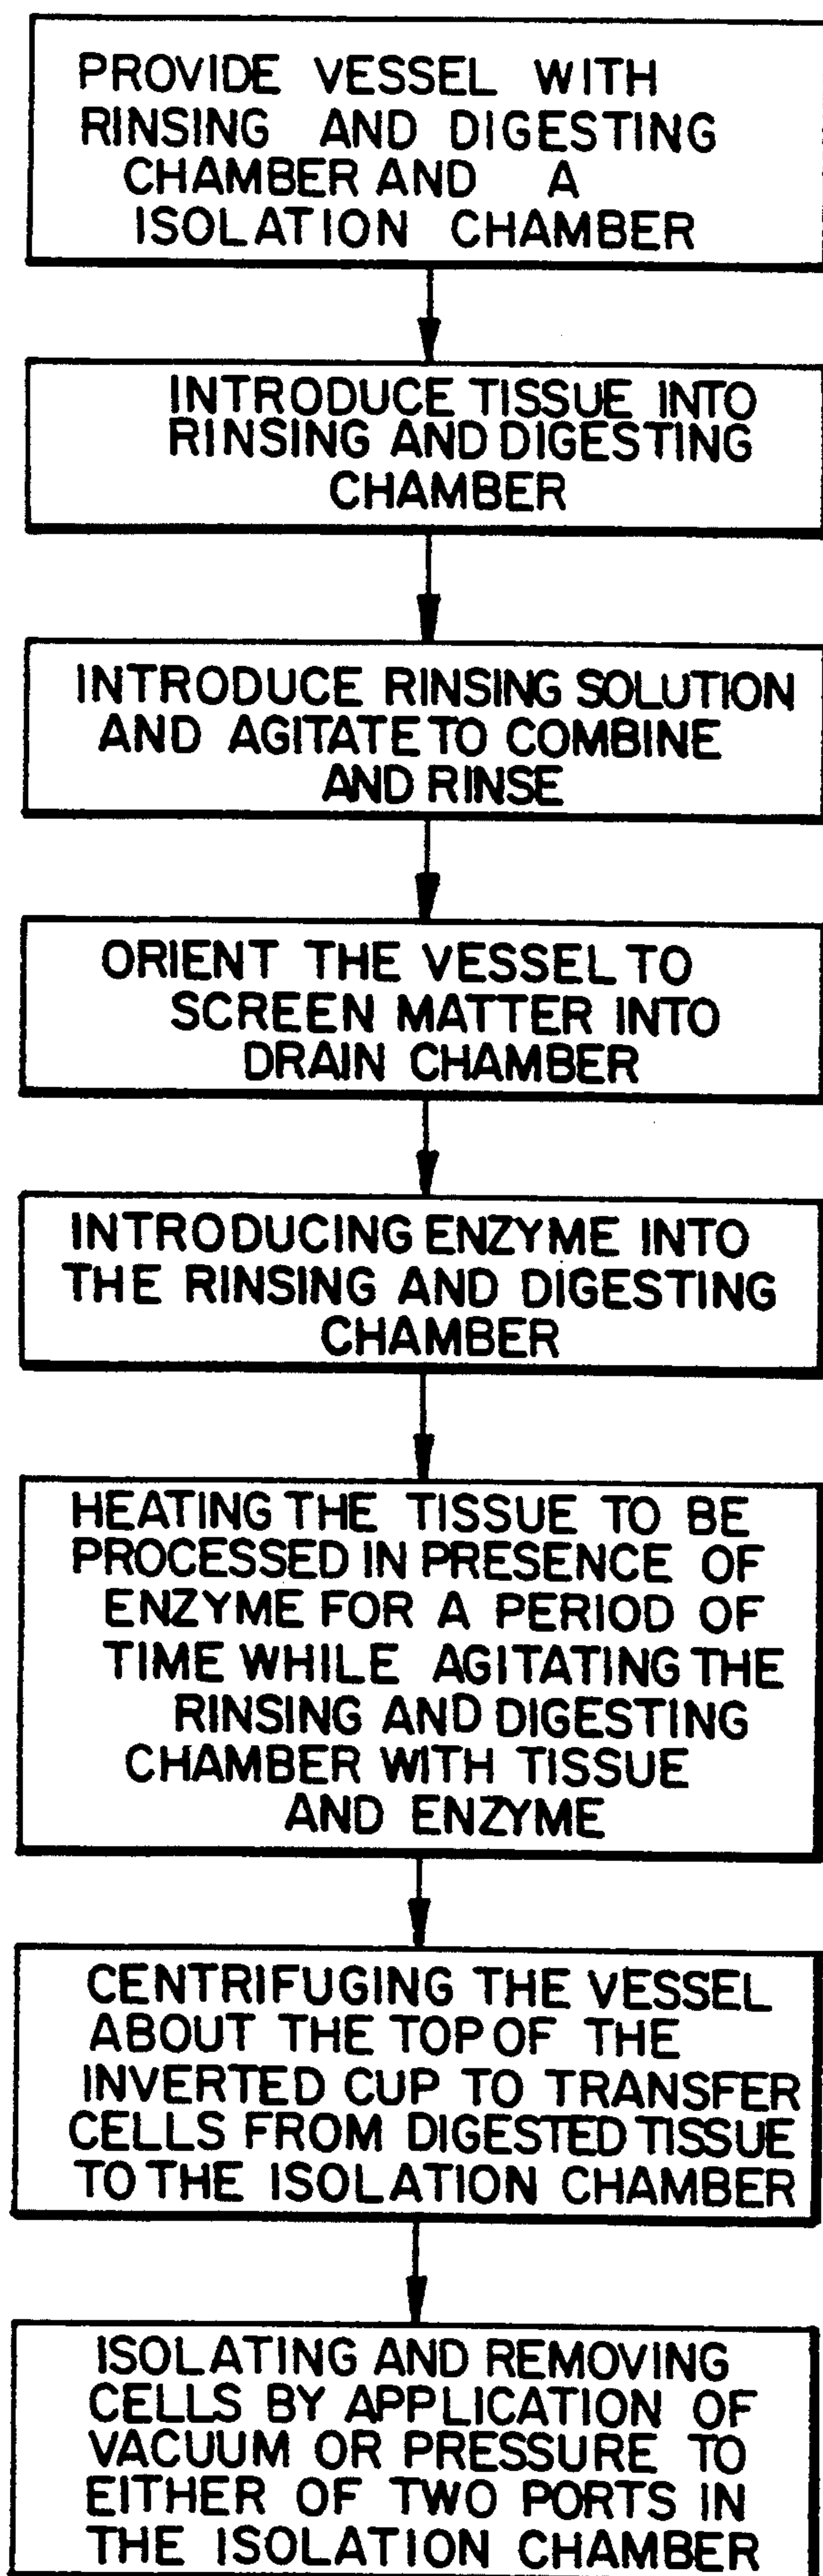 PROVIDE VESSEL WITH
RINSING AND DIGESTING
CHAMBER AND A
ISOLATION CHAMBER
INTRODUCE TISSUE INTO
RINSING AND DIGESTING
CHAMBER
INTRODUCE RINSING SOLUTION
AND AGITATE TO COMBINE
AND RINSE
ORIENT THE VESSEL TO
SCREEN MATTER INTO
DRAIN CHAMBER
INTRODUCING ENZYME INTO
THE RINSING AND DIGESTING
CHAMBER
HEATING THE TISSUE TO BE
PROCESSED IN PRESENCE OF
ENZYME FOR A PERIOD OF
TIME WHILE AGITATING THE
RINSING AND DIGESTING
CHAMBER WITH TISSUE
AND ENZYME
CENTRIFUGING THE VESSEL
ABOUT THE TOP OF THE
INVERTED CUP TO TRANSFER
CELLS FROM DIGESTED TISSUE
TO THE ISOLATION CHAMBER
ISOLATING AND REMOVING
CELLS BY APPLICATION OF
VACUUM OR PRESSURE TO
EITHER OF TWO PORTS IN
THE ISOLATION CHAMBER